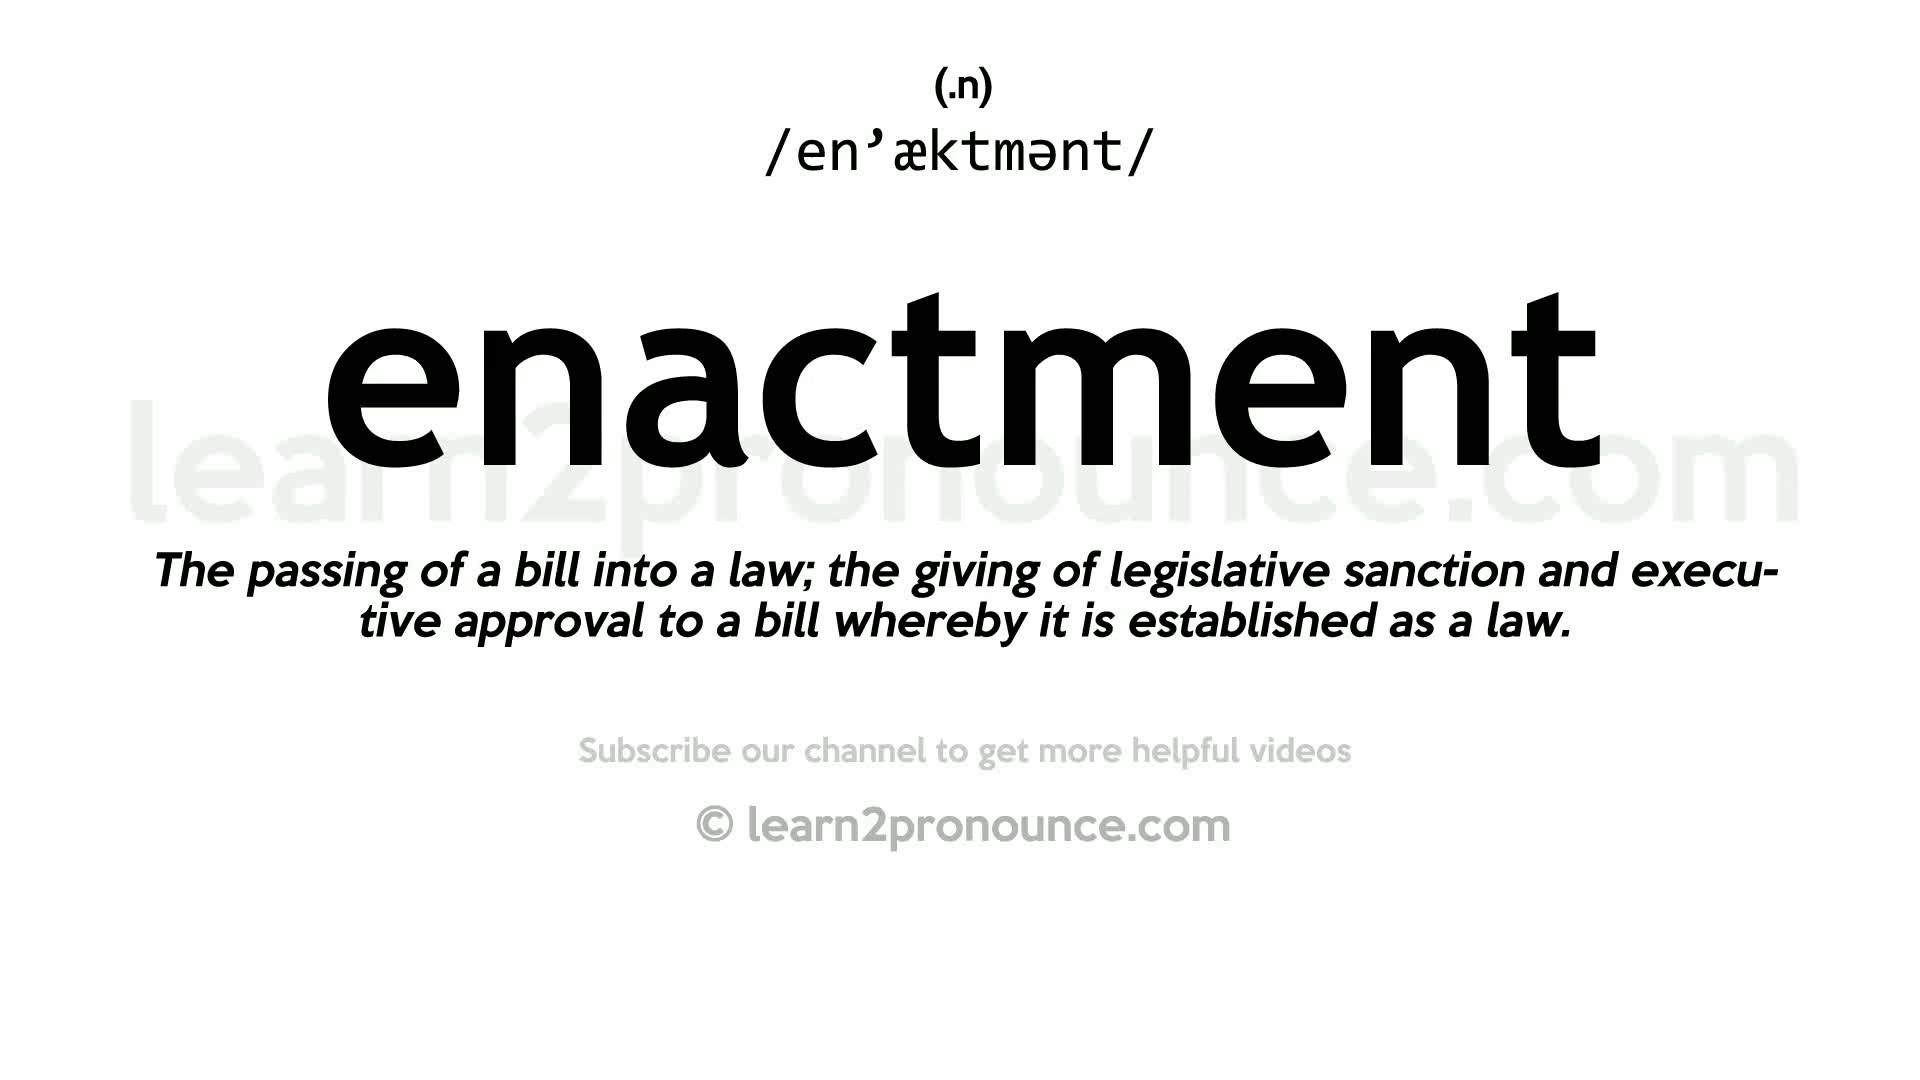 (.n)
/en’æktmənt/
enactment
learn2pronounce.com
The passing of a bill into a law; the giving of legislative sanction and execu-
tive approval to a bill whereby it is established as a law.
Subscribe our channel to get more helpful videos
© learn2pronounce.com